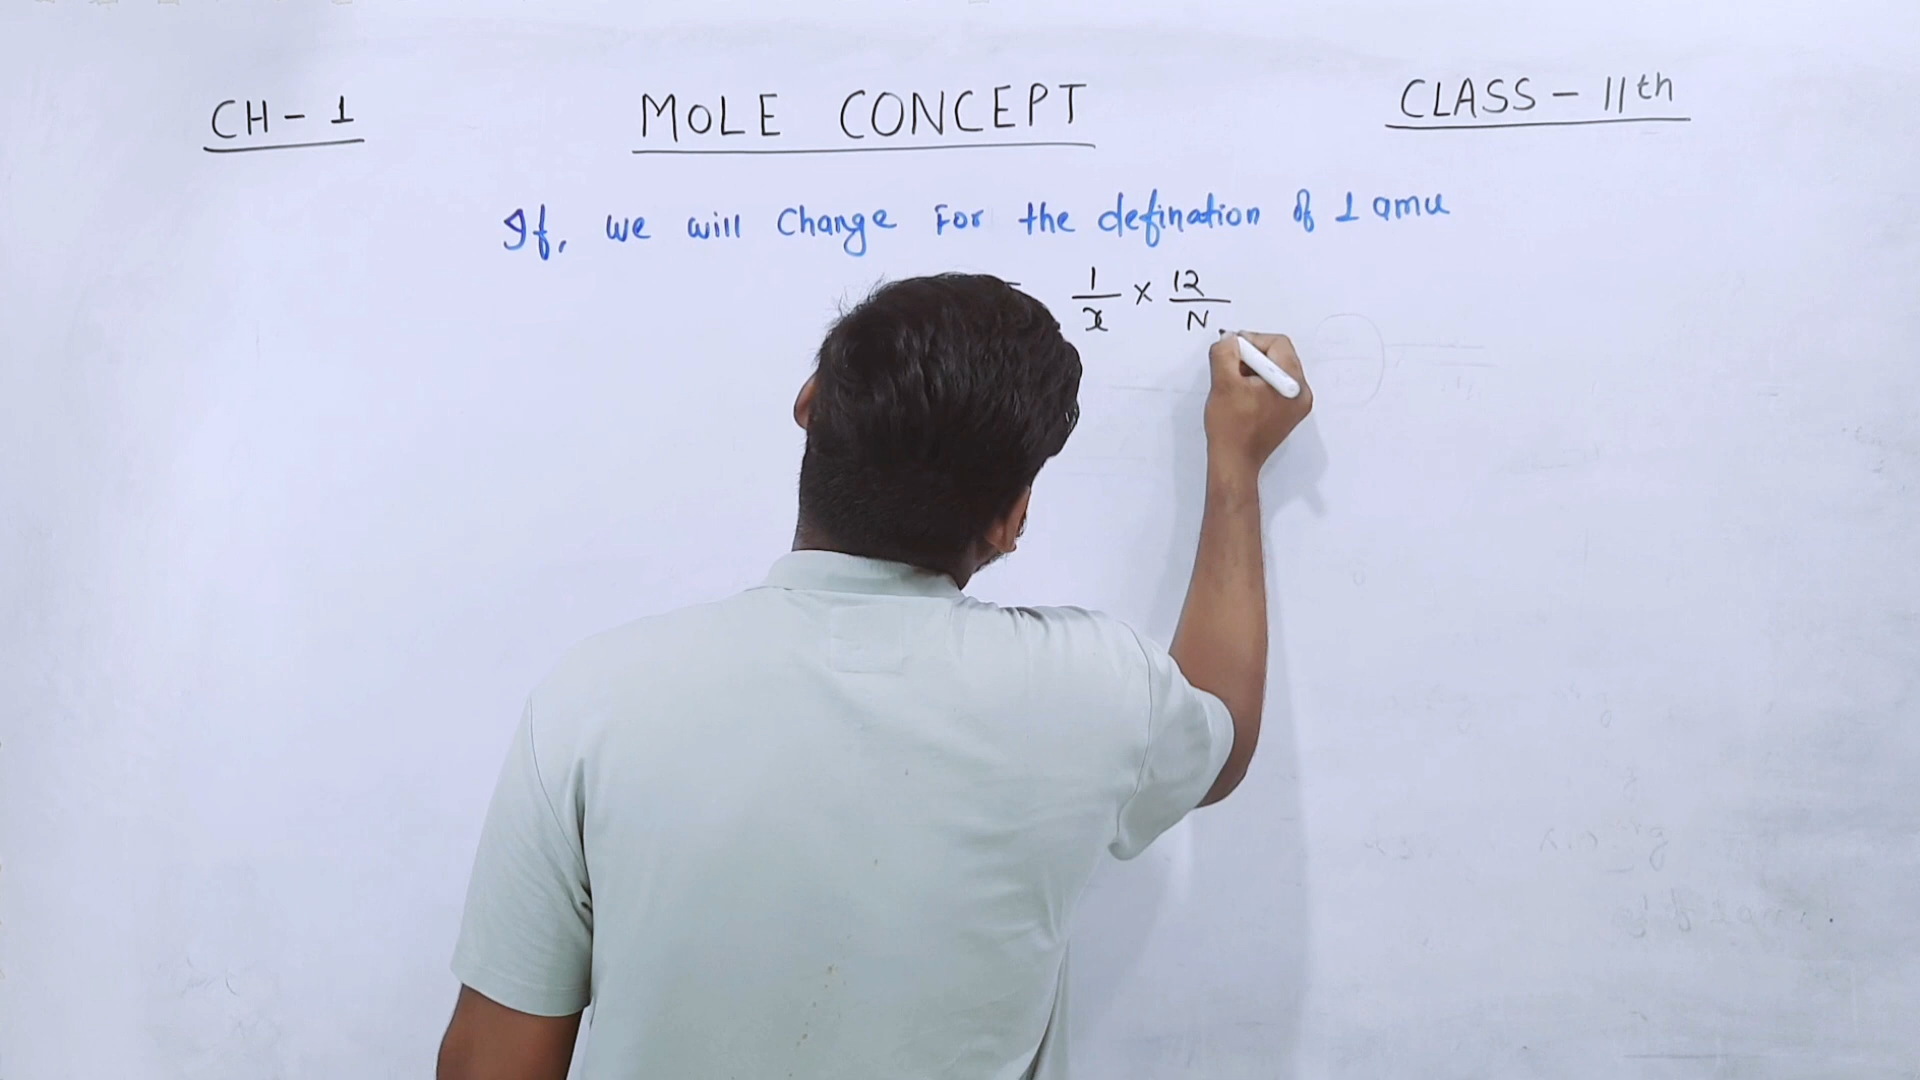 CH - 1 MOLE CONCEPT CLASS - 11th
If, we will Change For the defination of 1 amu
1/x × 12/N